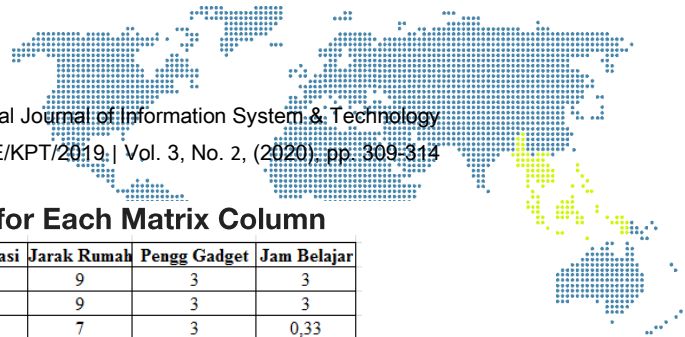 al Journal of Information System & Technology
E/KPT/2019 | Vol. 3, No. 2, (2020), pp. 309-314
for Each Matrix Column
asi Jarak Rumah Pengg Gadget Jam Belajar
9 3 3
9 3 3
7 3 0,33